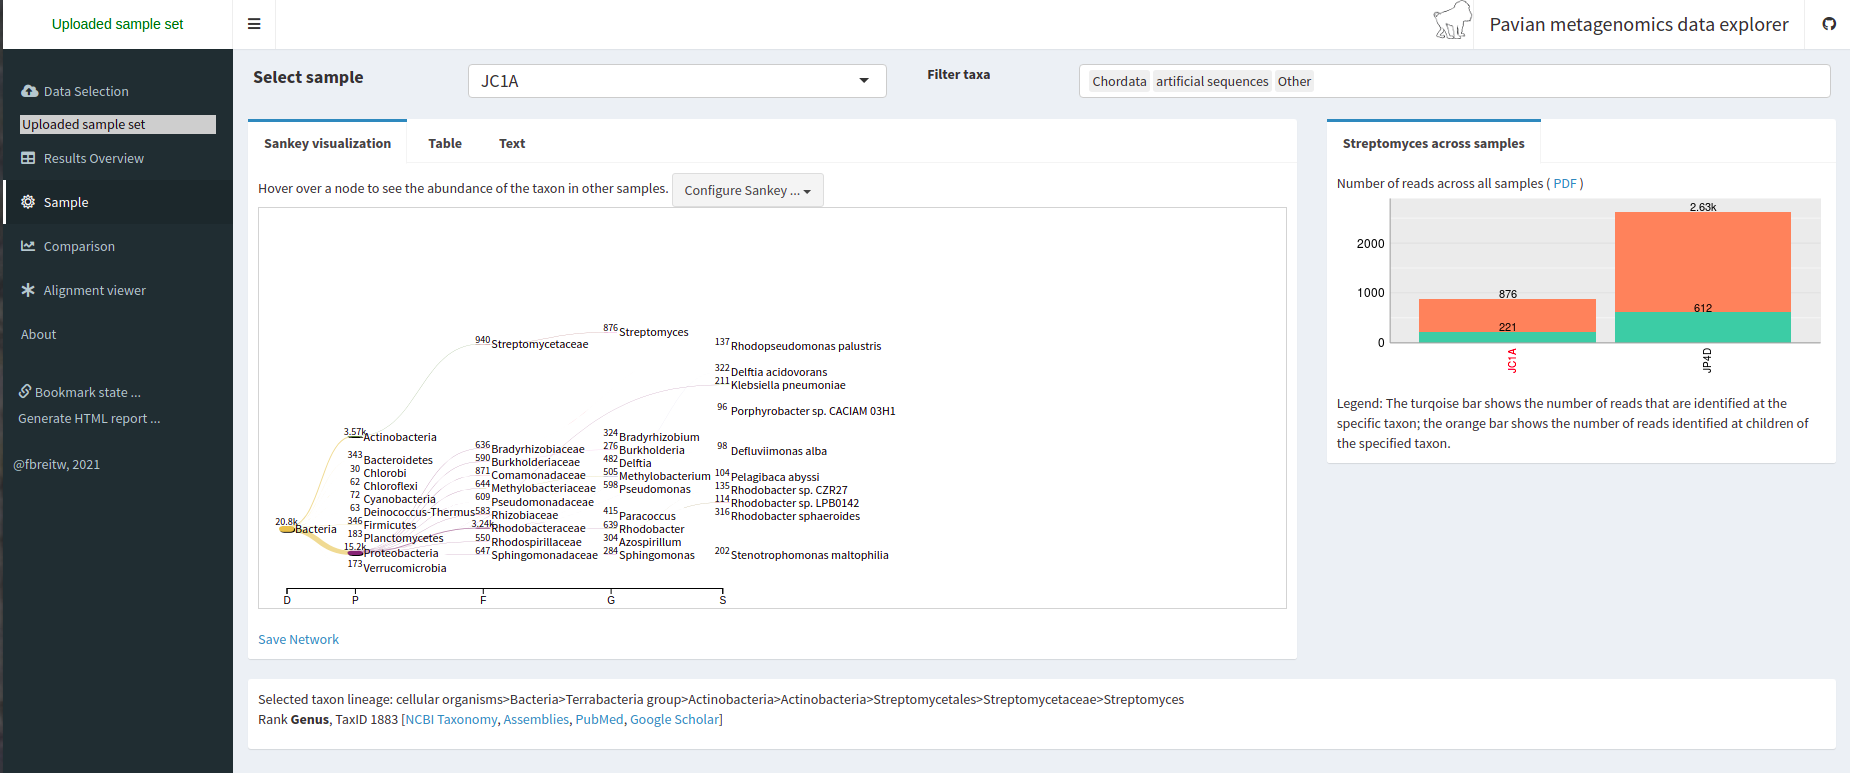 Uploaded sample set
Pavian metagenomics data explorer
Data Selection
Uploaded sample set
Results Overview
Sample
Comparison
Alignment viewer
About
Bookmark state ...
Generate HTML report ...
@fbreitw, 2021
Select sample
JC1A
Filter taxa
Chordata artificial sequences Other
Sankey visualization Table Text
Hover over a node to see the abundance of the taxon in other samples. Configure Sankey ...
20.8k Bacteria
3.57k Actinobacteria
343 Bacteroidetes
30 Chlorobi
62 Chloroflexi
72 Cyanobacteria
63 Deinococcus-Thermus
346 Firmicutes
183 Planctomycetes
15.2k Proteobacteria
173 Verrucomicrobia
940 Streptomycetaceae
636 Bradyrhizobiaceae
590 Burkholderiaceae
871 Comamonadaceae
644 Methylobacteriaceae
609 Pseudomonadaceae
583 Rhizobiaceae
3.24k Rhodobacteraceae
550 Rhodospirillaceae
647 Sphingomonadaceae
876 Streptomyces
324 Bradyrhizobium
276 Burkholderia
482 Delftia
505 Methylobacterium
598 Pseudomonas
415 Paracoccus
639 Rhodobacter
304 Azospirillum
284 Sphingomonas
137 Rhodopseudomonas palustris
322 Delftia acidovorans
211 Klebsiella pneumoniae
96 Porphyrobacter sp. CACIAM 03H1
98 Defluviimonas alba
104 Pelagibaca abyssi
135 Rhodobacter sp. CZR27
114 Rhodobacter sp. LPB0142
316 Rhodobacter sphaeroides
202 Stenotrophomonas maltophilia
D P F G S
Save Network
Streptomyces across samples
Number of reads across all samples ( PDF )
2.63k
2000
1000
876
612
221
0
JC1A
JP4D
Legend: The turqoise bar shows the number of reads that are identified at the
specific taxon; the orange bar shows the number of reads identified at children of
the specified taxon.
Selected taxon lineage: cellular organisms>Bacteria>Terrabacteria group>Actinobacteria>Actinobacteria>Streptomycetales>Streptomycetaceae>Streptomyces
Rank Genus, TaxID 1883 [NCBI Taxonomy, Assemblies, PubMed, Google Scholar]